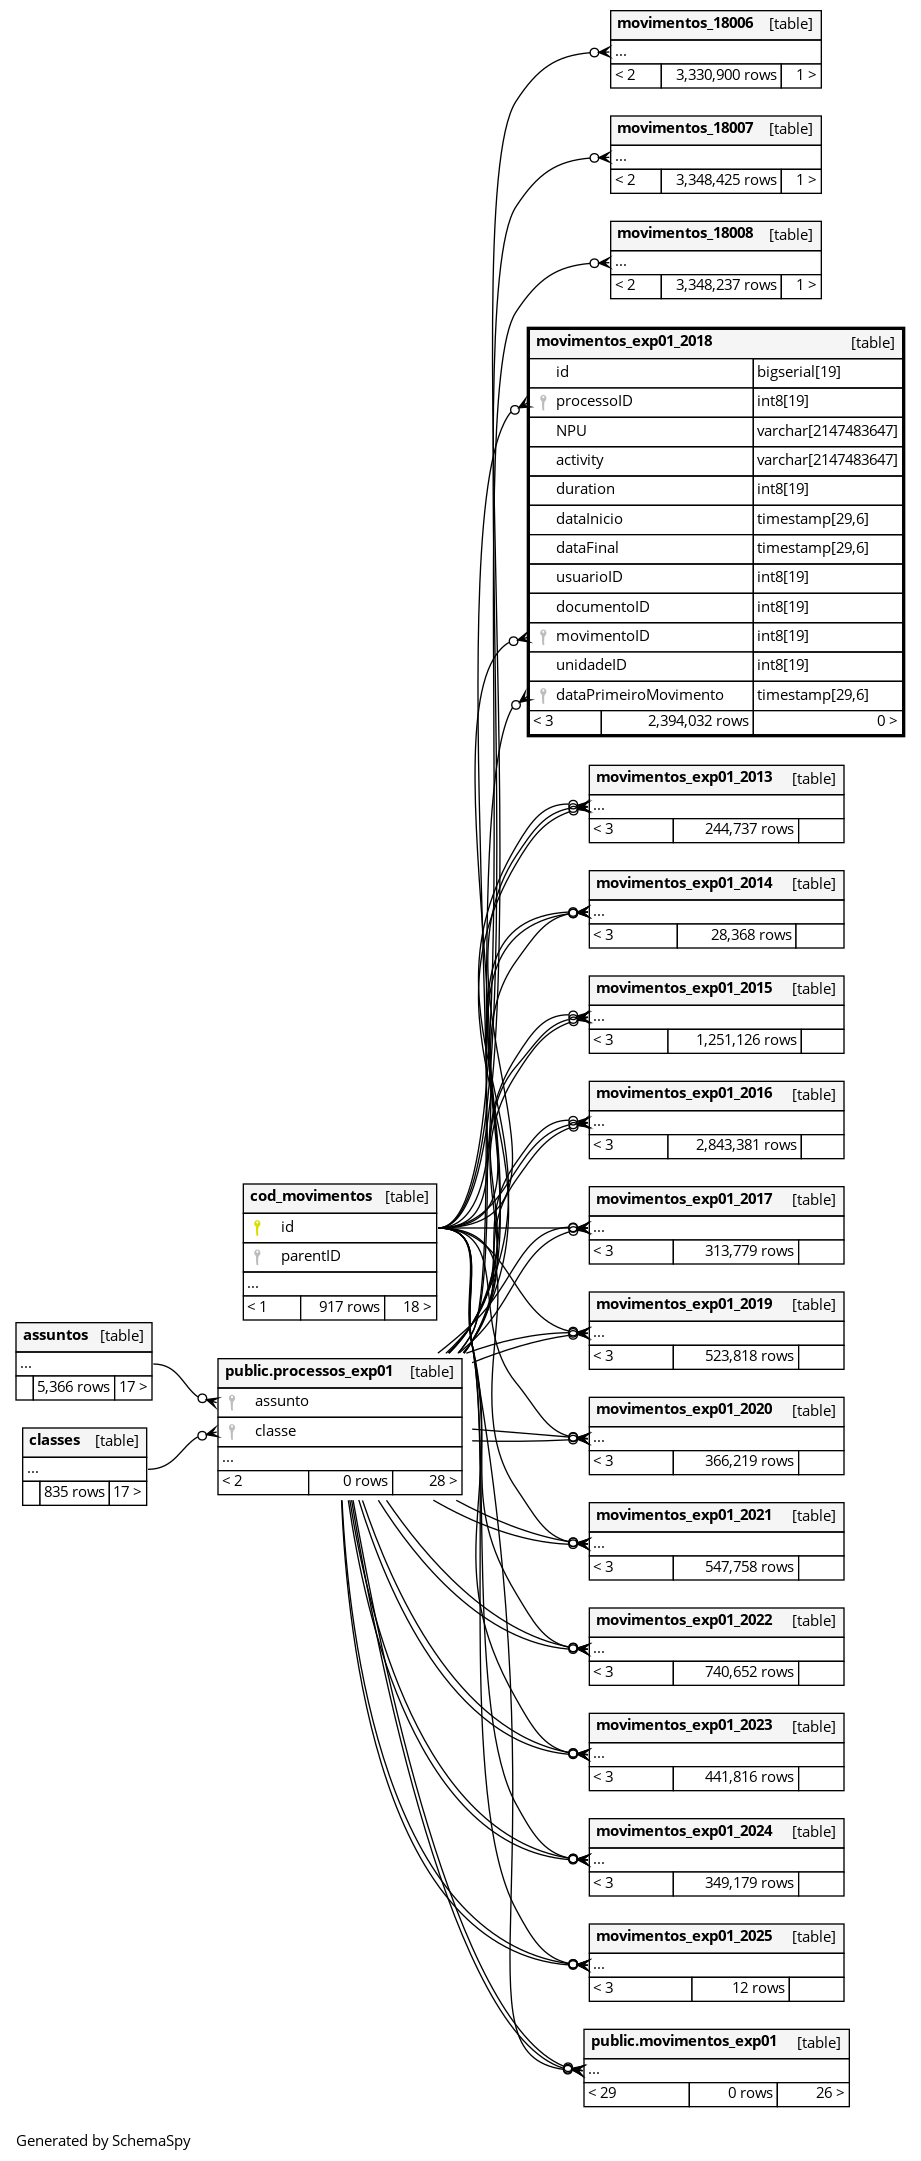 movimentos_18006 [table]
...
< 2 3,330,900 rows 1 >
movimentos_18007 [table]
...
< 2 3,348,425 rows 1 >
movimentos_18008 [table]
...
< 2 3,348,237 rows 1 >
movimentos_exp01_2018 [table]
id bigserial[19]
processoID int8[19]
NPU varchar[2147483647]
activity varchar[2147483647]
duration int8[19]
dataInicio timestamp[29,6]
dataFinal timestamp[29,6]
usuarioID int8[19]
documentoID int8[19]
movimentoID int8[19]
unidadeID int8[19]
dataPrimeiroMovimento timestamp[29,6]
< 3 2,394,032 rows 0 >
movimentos_exp01_2013 [table]
...
< 3 244,737 rows
movimentos_exp01_2014 [table]
...
< 3 28,368 rows
movimentos_exp01_2015 [table]
...
< 3 1,251,126 rows
movimentos_exp01_2016 [table]
...
< 3 2,843,381 rows
cod_movimentos [table]
id
parentID
...
< 1 917 rows 18 >
movimentos_exp01_2017 [table]
...
< 3 313,779 rows
movimentos_exp01_2019 [table]
...
< 3 523,818 rows
assuntos [table]
...
5,366 rows 17 >
classes [table]
...
835 rows 17 >
public.processos_exp01 [table]
assunto
classe
...
< 2 0 rows 28 >
movimentos_exp01_2020 [table]
...
< 3 366,219 rows
movimentos_exp01_2021 [table]
...
< 3 547,758 rows
movimentos_exp01_2022 [table]
...
< 3 740,652 rows
movimentos_exp01_2023 [table]
...
< 3 441,816 rows
movimentos_exp01_2024 [table]
...
< 3 349,179 rows
movimentos_exp01_2025 [table]
...
< 3 12 rows
public.movimentos_exp01 [table]
...
< 29 0 rows 26 >
Generated by SchemaSpy